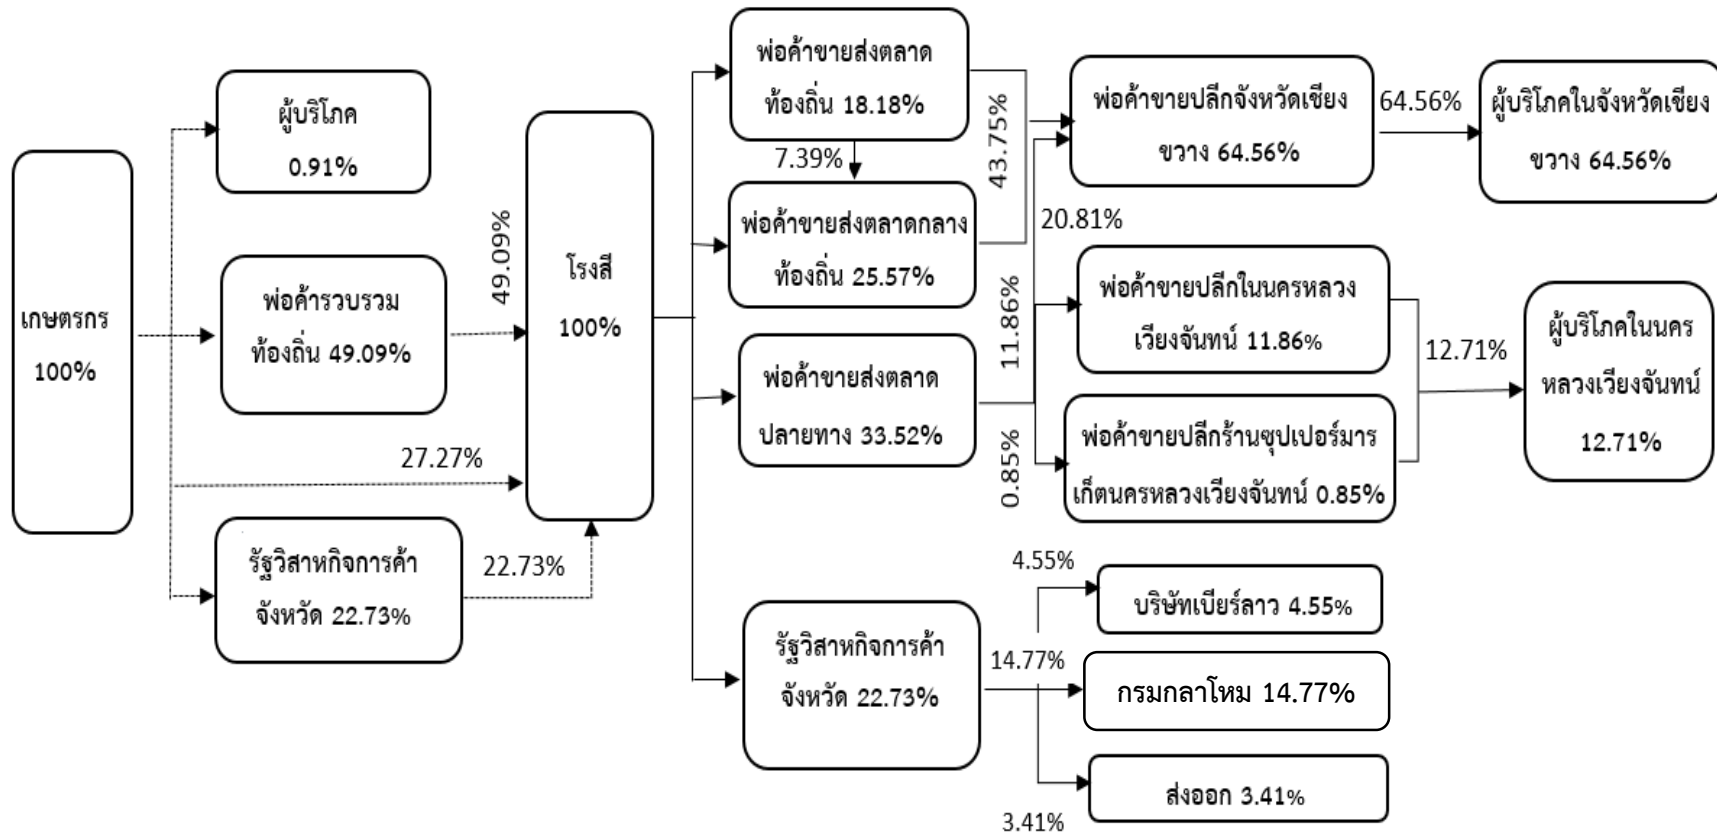 เกษตรกร
100%
ผู้บริโภค
0.91%
พ่อค้ารวบรวม
ท้องถิ่น 49.09%
49.09%
27.27%
รัฐวิสาหกิจการค้า
จังหวัด 22.73%
22.73%
โรงสี
100%
พ่อค้าขายส่งตลาด
ท้องถิ่น 18.18%
7.39%
พ่อค้าขายส่งตลาดกลาง
ท้องถิ่น 25.57%
พ่อค้าขายส่งตลาด
ปลายทาง 33.52%
รัฐวิสาหกิจการค้า
จังหวัด 22.73%
43.75%
20.81%
11.86%
0.85%
4.55%
14.77%
3.41%
พ่อค้าขายปลีกจังหวัดเชียง
ขวาง 64.56%
พ่อค้าขายปลีกในนครหลวง
เวียงจันทน์ 11.86%
พ่อค้าขายปลีกร้านซุปเปอร์มาร
เก็ตนครหลวงเวียงจันทน์ 0.85%
บริษัทเบียร์ลาว 4.55%
กรมกลาโหม 14.77%
ส่งออก 3.41%
64.56%
12.71%
ผู้บริโภคในจังหวัดเชียง
ขวาง 64.56%
ผู้บริโภคในนคร
หลวงเวียงจันทน์
12.71%